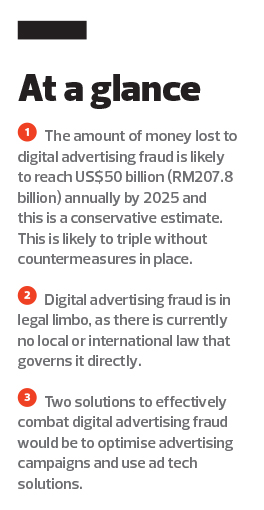 At a glance
1 The amount of money lost to
digital advertising fraud is likely
to reach US$50 billion (RM207.8
billion) annually by 2025 and
this is a conservative estimate.
This is likely to triple without
countermeasures in place.
2 Digital advertising fraud is in
legal limbo, as there is currently
no local or international law that
governs it directly.
3 Two solutions to effectively
combat digital advertising fraud
would be to optimise advertising
campaigns and use ad tech
solutions.